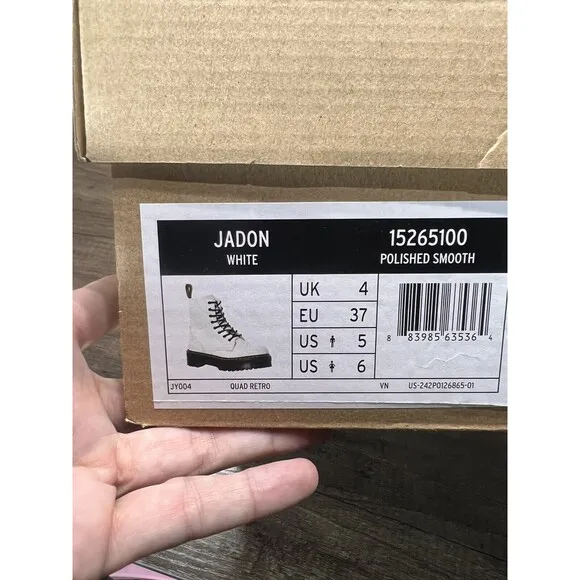 JADON
WHITE
15265100
POLISHED SMOOTH
UK 4
EU 37
US 5
US 6
8 83985 63536 4
JY004 QUAD RETRO VN US-242P0126865-01